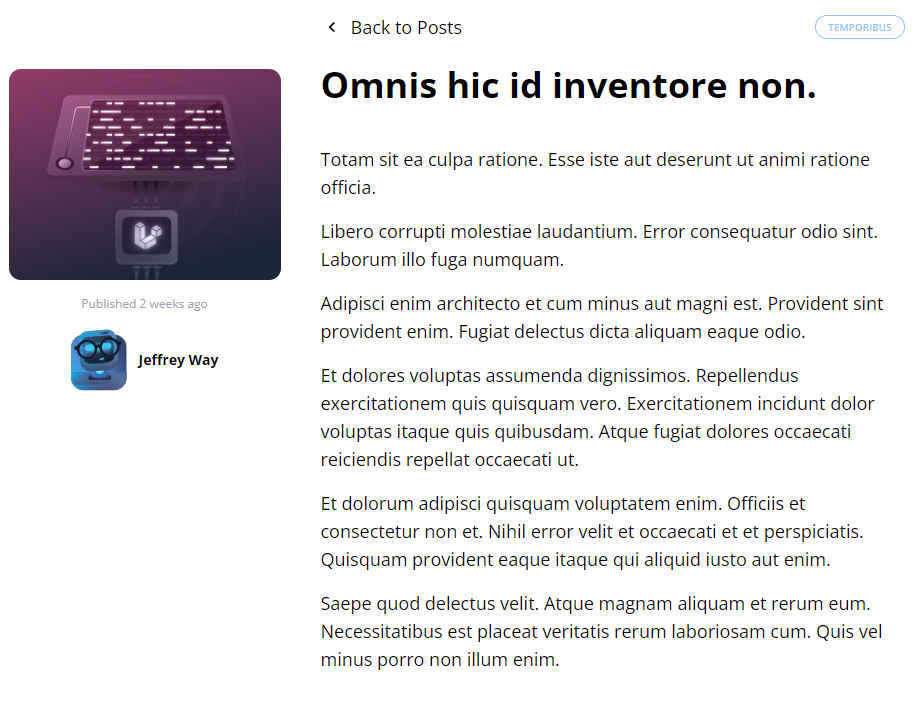 Back to Posts
TEMPORIBUS
Omnis hic id inventore non.
Published 2 weeks ago
Jeffrey Way
Totam sit ea culpa ratione. Esse iste aut deserunt ut animi ratione
officia.
Libero corrupti molestiae laudantium. Error consequatur odio sint.
Laborum illo fuga numquam.
Adipisci enim architecto et cum minus aut magni est. Provident sint
provident enim. Fugiat delectus dicta aliquam eaque odio.
Et dolores voluptas assumenda dignissimos. Repellendus
exercitationem quis quisquam vero. Exercitationem incidunt dolor
voluptas itaque quis quibusdam. Atque fugiat dolores occaecati
reiciendis repellat occaecati ut.
Et dolorum adipisci quisquam voluptatem enim. Officiis et
consectetur non et. Nihil error velit et occaecati et et perspiciatis.
Quisquam provident eaque itaque qui aliquid iusto aut enim.
Saepe quod delectus velit. Atque magnam aliquam et rerum eum.
Necessitatibus est placeat veritatis rerum laboriosam cum. Quis vel
minus porro non illum enim.